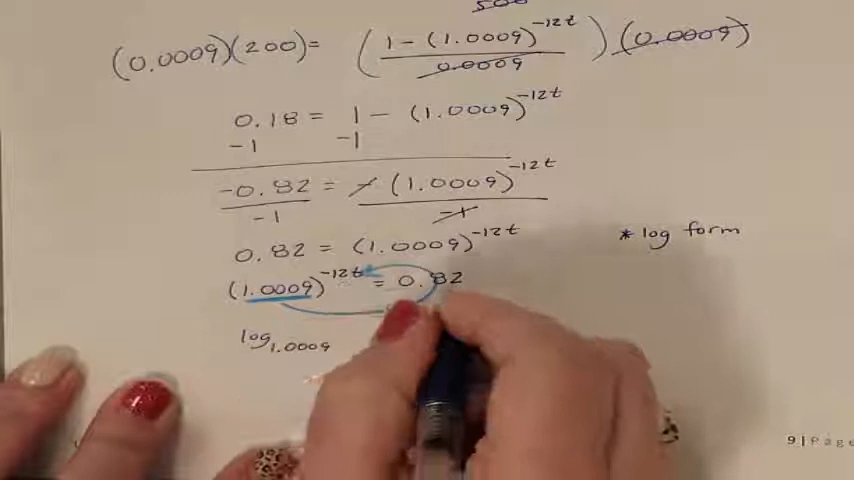 500
(0.0009)(200) = (1 - (1.0009)^-12t / 0.0009) (0.0009)
0.18 = 1 - (1.0009)^-12t
-1 -1
-0.82 = - (1.0009)^-12t
-1 -1
0.82 = (1.0009)^-12t
* log form
(1.0009)^-12t = 0.82
log 1.0009
9 | Page